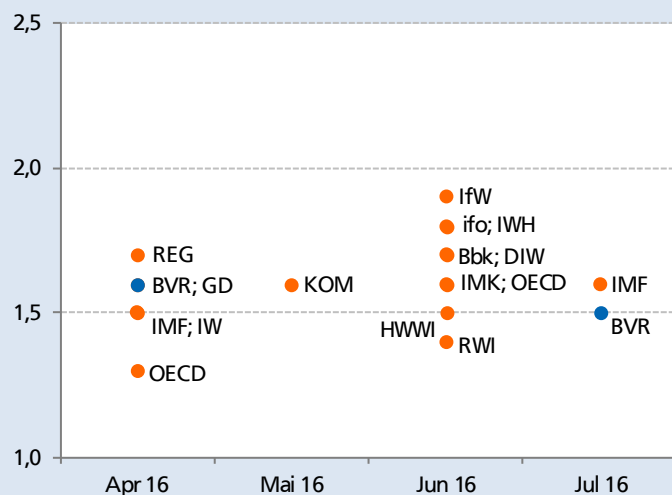 2,5
2,0
1,5
1,0
REG
BVR; GD
IMF; IW
OECD
KOM
IfW
ifo; IWH
Bbk; DIW
IMK; OECD
HWWI
RWI
IMF
BVR
Apr 16
Mai 16
Jun 16
Jul 16